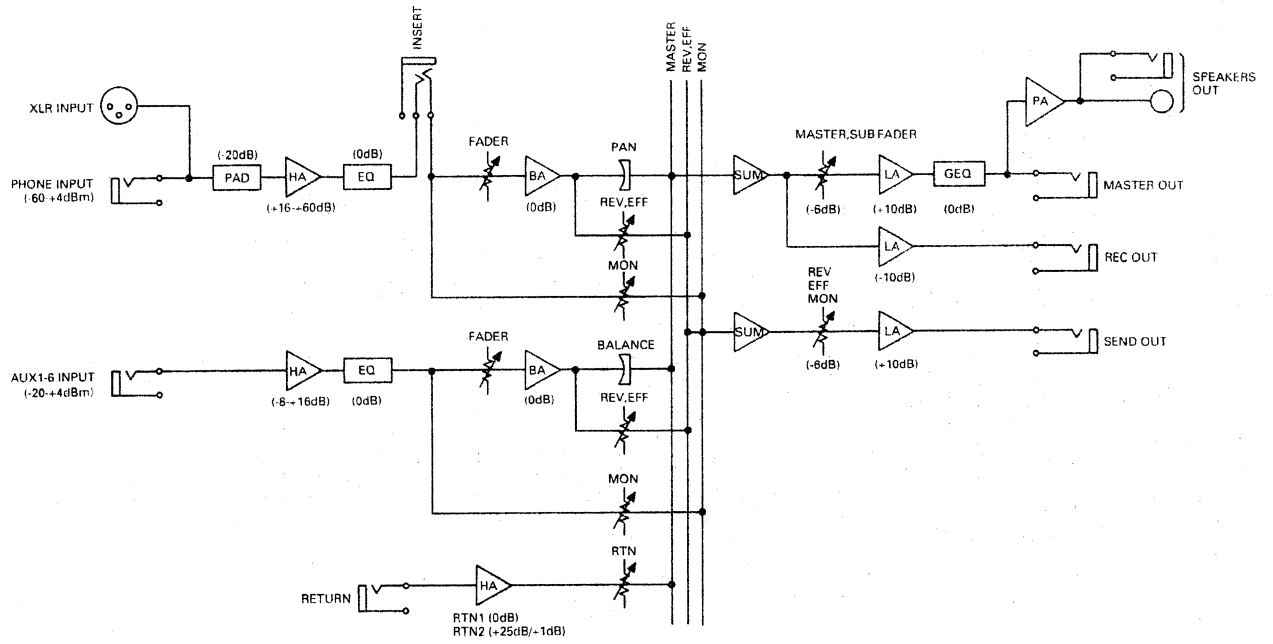 INSERT
MASTER
REV,EFF
MON
XLR INPUT
SPEAKERS
OUT
PA
FADER
PAN
MASTER,SUB FADER
(-20dB)
(0dB)
PAD
HA
EQ
BA
SUM
LA
GEQ
PHONE INPUT
(-60-+4dBm)
(+16-+60dB)
(0dB)
(-6dB)
(+10dB)
(0dB)
MASTER OUT
REV,EFF
LA
REC OUT
(-10dB)
MON
REV
EFF
MON
FADER
SUM
LA
SEND OUT
BALANCE
(-6dB)
(+10dB)
AUX1-6 INPUT
(-20-+4dBm)
HA
EQ
BA
(0dB)
(0dB)
REV,EFF
MON
RTN
RETURN
HA
RTN1 (0dB)
RTN2 (+25dB/+1dB)